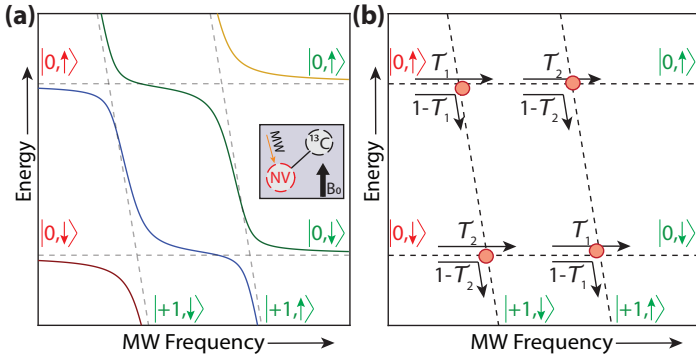 (a)
|0,↑⟩
|0,↑⟩
Energy
¹³C
NV
B₀
|0,↓⟩
|0,↓⟩
|+1,↓⟩
|+1,↑⟩
MW Frequency
(b)
|0,↑⟩
𝒯₁
𝒯₂
|0,↑⟩
1-𝒯₁
1-𝒯₂
Energy
|0,↓⟩
𝒯₂
𝒯₁
|0,↓⟩
1-𝒯₂
1-𝒯₁
|+1,↓⟩
|+1,↑⟩
MW Frequency